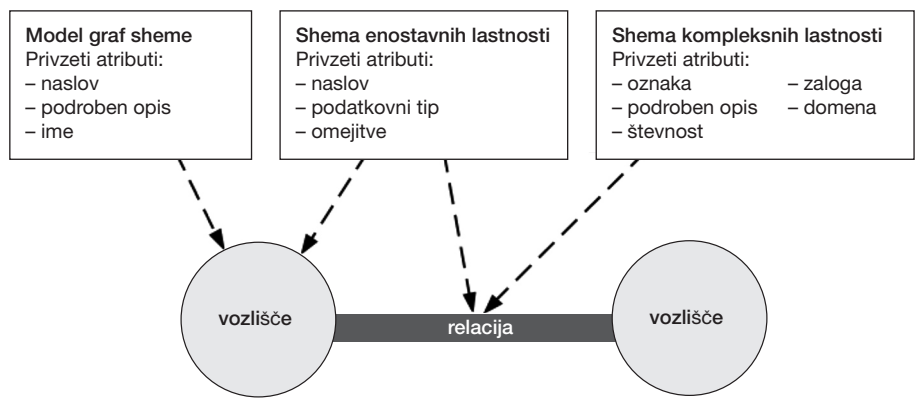 Model graf sheme
Privzeti atributi:
– naslov
– podroben opis
– ime
Shema enostavnih lastnosti
Privzeti atributi:
– naslov
– podatkovni tip
– omejitve
Shema kompleksnih lastnosti
Privzeti atributi:
– oznaka – zaloga
– podroben opis – domena
– števnost
vozlišče
relacija
vozlišče